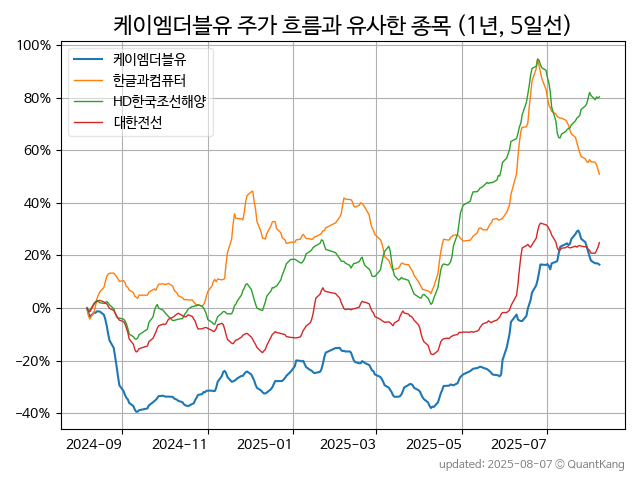 케이엠더블유 주가 흐름과 유사한 종목 (1년, 5일선)
100%
80%
60%
40%
20%
0%
−20%
−40%
케이엠더블유
한글과컴퓨터
HD한국조선해양
대한전선
2024-09
2024-11
2025-01
2025-03
2025-05
2025-07
updated: 2025-08-07 © QuantKang